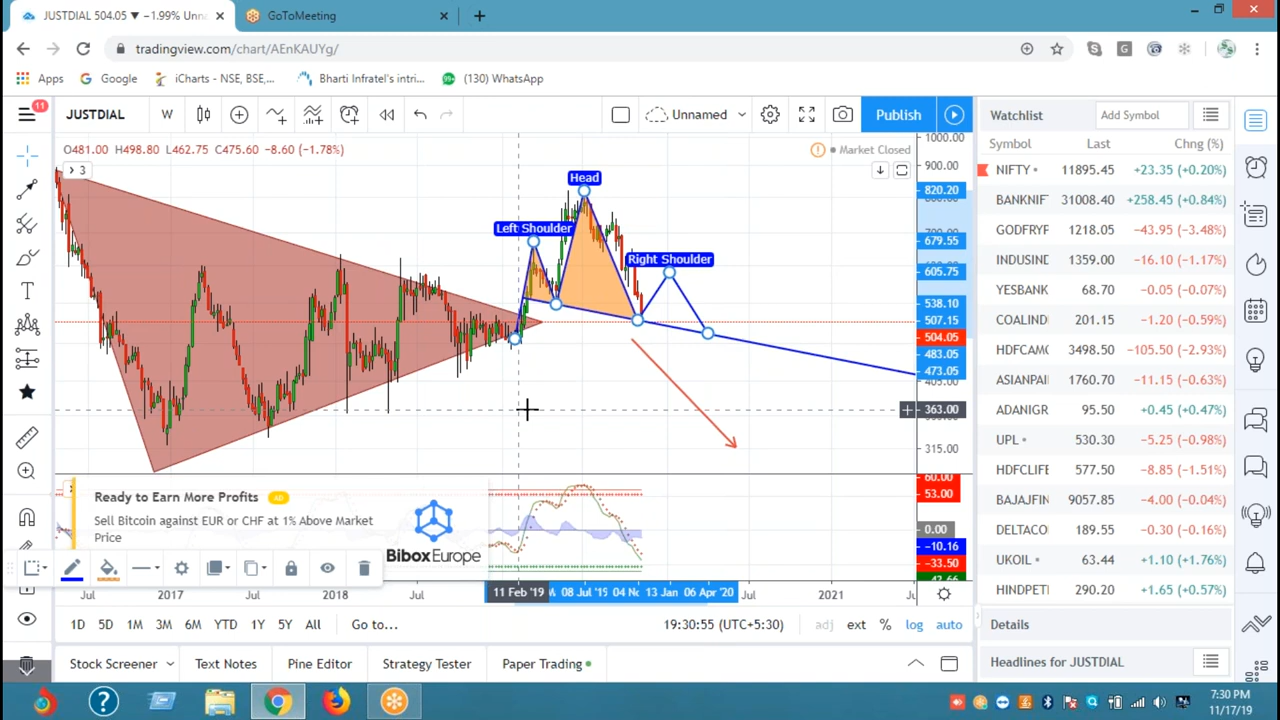 JUSTDIAL 504.05 ▼ −1.99% Unna
GoToMeeting
tradingview.com/chart/AEnKAUYg/
Apps
Google
iCharts - NSE, BSE,...
Bharti Infratel's intri...
(130) WhatsApp
11
JUSTDIAL
W
Unnamed
Publish
O481.00 H498.80 L462.75 C475.60 −8.60 (−1.78%)
Market Closed
3
Head
Left Shoulder
Right Shoulder
1000.00
900.00
820.20
679.55
605.75
538.10
507.15
504.05
483.05
473.05
405.00
363.00
315.00
60.00
53.00
0.00
−10.16
−33.50
Ready to Earn More Profits AD
Sell Bitcoin against EUR or CHF at 1% Above Market
Price
BiboxEurope
Jul
2017
Jul
2018
Jul
11 Feb '19
08 Jul '19
04 No
13 Jan
06 Apr '20
Jul
2021
1D 5D 1M 3M 6M YTD 1Y 5Y All
Go to...
19:30:55 (UTC+5:30)
adj ext % log auto
Stock Screener
Text Notes
Pine Editor
Strategy Tester
Paper Trading
Watchlist
Add Symbol
Symbol Last Chng (%)
NIFTY 11895.45 +23.35 (+0.20%)
BANKNIF 31008.40 +258.45 (+0.84%)
GODFRYF 1218.05 −43.95 (−3.48%)
INDUSIND 1359.00 −16.10 (−1.17%)
YESBANK 68.70 −0.05 (−0.07%)
COALIND 201.15 −1.20 (−0.59%)
HDFCAMC 3498.50 −105.50 (−2.93%)
ASIANPAI 1760.70 −11.15 (−0.63%)
ADANIGR 95.50 +0.45 (+0.47%)
UPL 530.30 −5.25 (−0.98%)
HDFCLIFE 577.50 −8.85 (−1.51%)
BAJAJFIN 9057.85 −4.00 (−0.04%)
DELTACO 189.55 −0.30 (−0.16%)
UKOIL 63.44 +1.10 (+1.76%)
HINDPET 290.20 +1.65 (+0.57%)
Details
Headlines for JUSTDIAL
7:30 PM
11/17/19